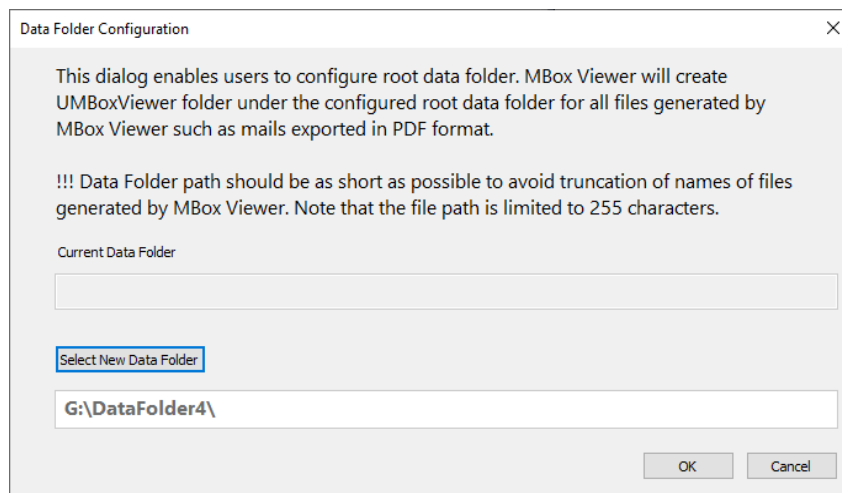 Data Folder Configuration
This dialog enables users to configure root data folder. MBox Viewer will create
UMBoxViewer folder under the configured root data folder for all files generated by
MBox Viewer such as mails exported in PDF format.
!!! Data Folder path should be as short as possible to avoid truncation of names of files
generated by MBox Viewer. Note that the file path is limited to 255 characters.
Current Data Folder
Select New Data Folder
G:\DataFolder4\
OK
Cancel